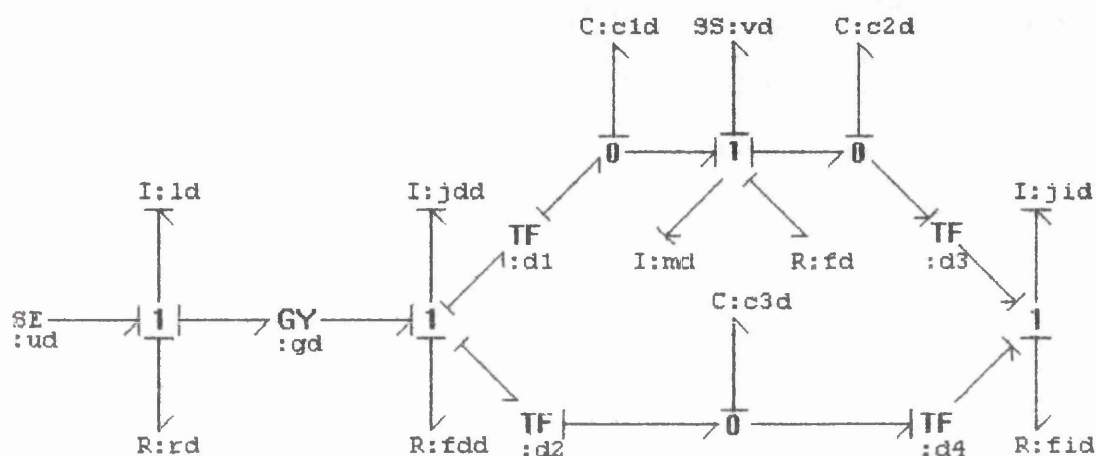 C:c1d SS:vd C:c2d
0 1 0
I:ld I:jdd I:jid
TF TF
:d1 I:md R:fd :d3
C:c3d
SE 1 GY 1 1
:ud :gd
TF 0 TF
R:rd R:fdd :d2 :d4 R:fid